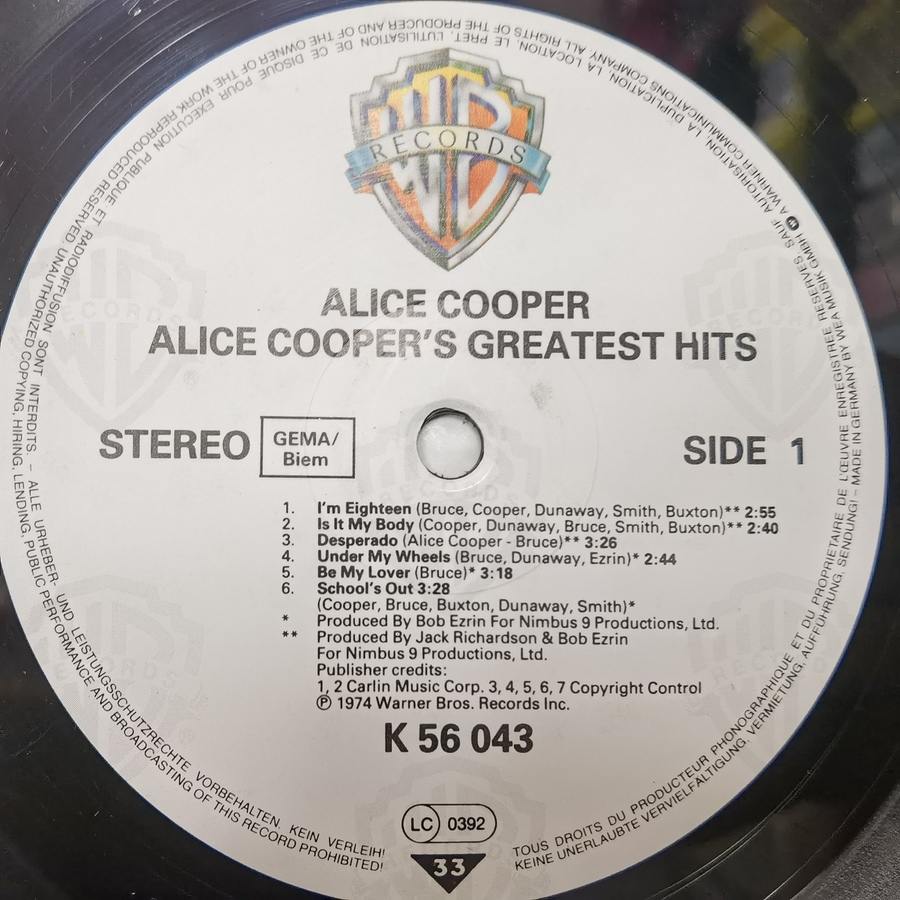 WB
RECORDS
ALICE COOPER
ALICE COOPER'S GREATEST HITS
STEREO
GEMA/
Biem
SIDE 1
1. I'm Eighteen (Bruce, Cooper, Dunaway, Smith, Buxton)** 2:55
2. Is It My Body (Cooper, Dunaway, Bruce, Smith, Buxton)** 2:40
3. Desperado (Alice Cooper - Bruce)** 3:26
4. Under My Wheels (Bruce, Dunaway, Ezrin)* 2:44
5. Be My Lover (Bruce)* 3:18
6. School's Out 3:28
(Cooper, Bruce, Buxton, Dunaway, Smith)*
* Produced By Bob Ezrin For Nimbus 9 Productions, Ltd.
** Produced By Jack Richardson & Bob Ezrin
For Nimbus 9 Productions, Ltd.
Publisher credits:
1, 2 Carlin Music Corp. 3, 4, 5, 6, 7 Copyright Control
℗ 1974 Warner Bros. Records Inc.
K 56 043
LC 0392
33
TOUS DROITS DU PRODUCTEUR PHONOGRAPHIQUE ET DU PROPRIETAIRE DE L'ŒUVRE ENREGISTREE RESERVES. SAUF AUTORISATION, LA DUPLICATION, LA LOCATION, LE PRET, L'UTILISATION DE CE DISQUE POUR EXECUTION PUBLIQUE ET RADIODIFFUSION SONT INTERDITS – ALLE URHEBER- UND LEISTUNGSSCHUTZRECHTE VORBEHALTEN. KEIN VERLEIH!
KEINE UNERLAUBTE VERVIELFÄLTIGUNG, VERMIETUNG, AUFFÜHRUNG, SENDUNG! – MADE IN GERMANY BY WEA MUSIK GMBH A WARNER COMMUNICATIONS COMPANY. ALL RIGHTS OF THE PRODUCER AND OF THE OWNER OF THE WORK REPRODUCED RESERVED. UNAUTHORIZED COPYING, HIRING, LENDING, PUBLIC PERFORMANCE AND BROADCASTING OF THIS RECORD PROHIBITED!